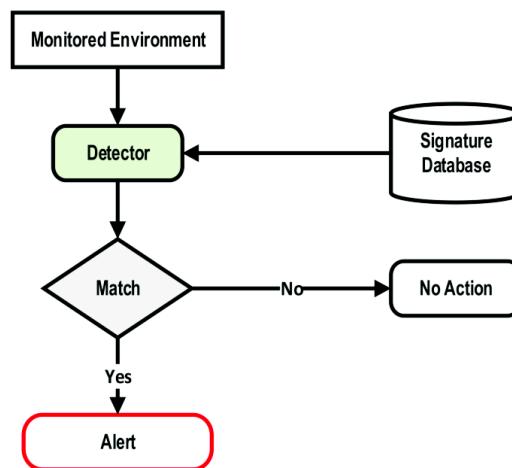 Monitored Environment
Detector
Signature
Database
Match
No
No Action
Yes
Alert